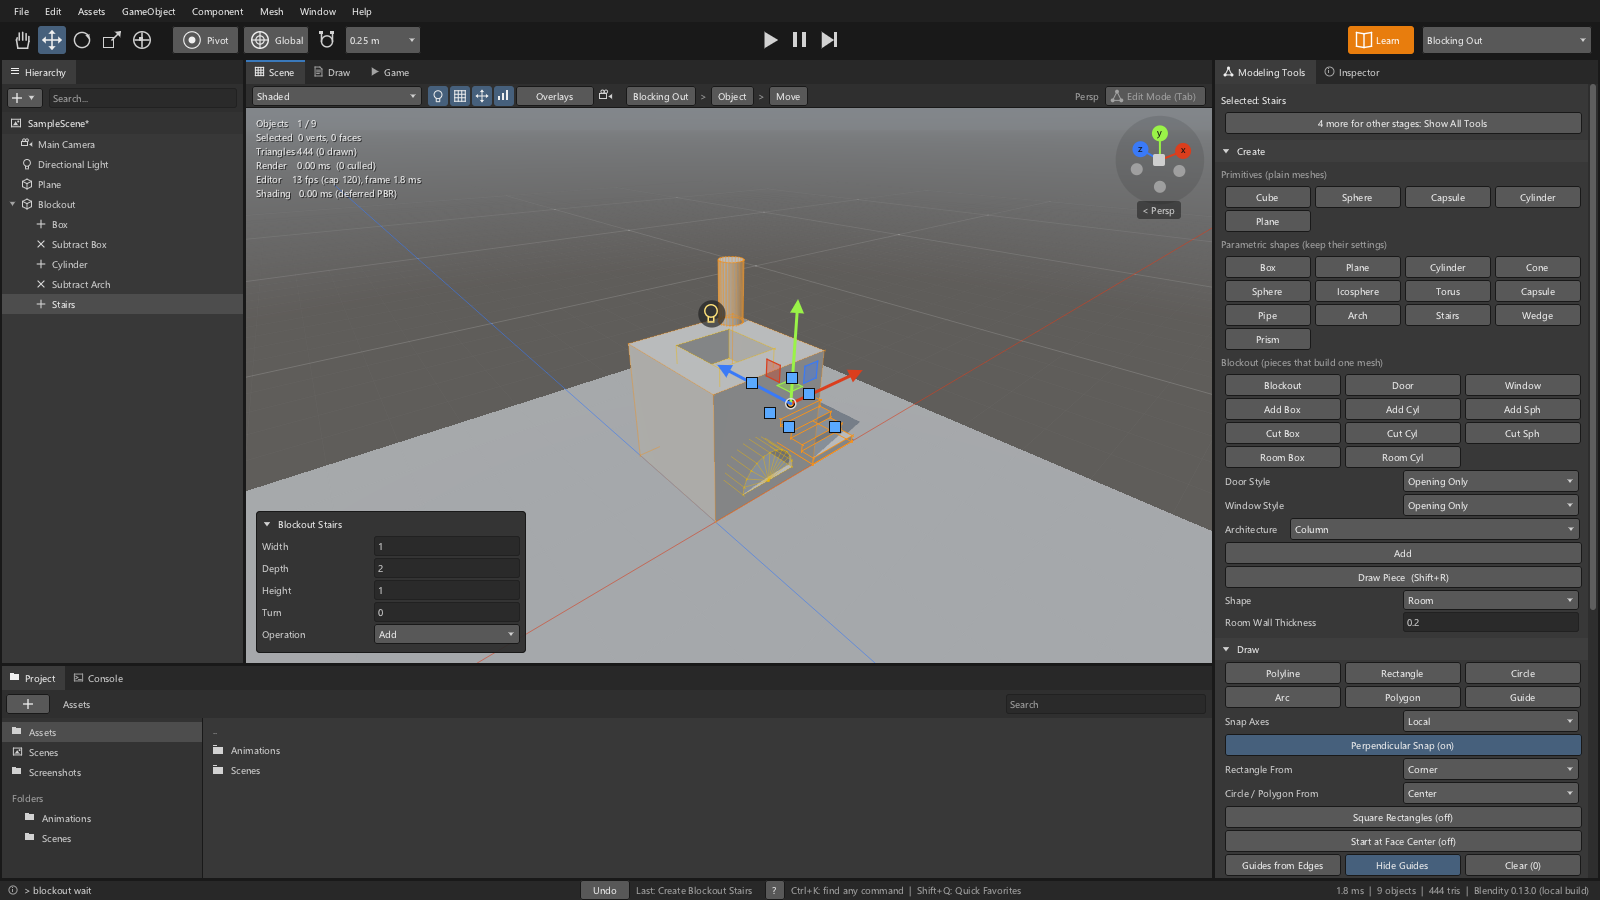 File Edit Assets GameObject Component Mesh Window Help
Pivot Global 0.25 m Learn Blocking Out
Hierarchy
Search...
SampleScene*
Main Camera
Directional Light
Plane
Blockout
Box
Subtract Box
Cylinder
Subtract Arch
Stairs
Scene Draw Game
Shaded Overlays Blocking Out > Object > Move Persp Edit Mode (Tab)
Objects 1 / 9
Selected 0 verts, 0 faces
Triangles 444 (0 drawn)
Render 0.00 ms (0 culled)
Editor 13 fps (cap 120), frame 1.8 ms
Shading 0.00 ms (deferred PBR)
y
z x
< Persp
Blockout Stairs
Width 1
Depth 2
Height 1
Turn 0
Operation Add
Modeling Tools Inspector
Selected: Stairs
4 more for other stages: Show All Tools
Create
Primitives (plain meshes)
Cube Sphere Capsule Cylinder
Plane
Parametric shapes (keep their settings)
Box Plane Cylinder Cone
Sphere Icosphere Torus Capsule
Pipe Arch Stairs Wedge
Prism
Blockout (pieces that build one mesh)
Blockout Door Window
Add Box Add Cyl Add Sph
Cut Box Cut Cyl Cut Sph
Room Box Room Cyl
Door Style Opening Only
Window Style Opening Only
Architecture Column
Add
Draw Piece (Shift+R)
Shape Room
Room Wall Thickness 0.2
Draw
Polyline Rectangle Circle
Arc Polygon Guide
Snap Axes Local
Perpendicular Snap (on)
Rectangle From Corner
Circle / Polygon From Center
Square Rectangles (off)
Start at Face Center (off)
Guides from Edges Hide Guides Clear (0)
Project Console
Assets Search
Assets
Scenes
Screenshots
Folders
Animations
Scenes
..
Animations
Scenes
> blockout wait Undo Last: Create Blockout Stairs ? Ctrl+K: find any command | Shift+Q: Quick Favorites 1.8 ms | 9 objects | 444 tris | Blendity 0.13.0 (local build)